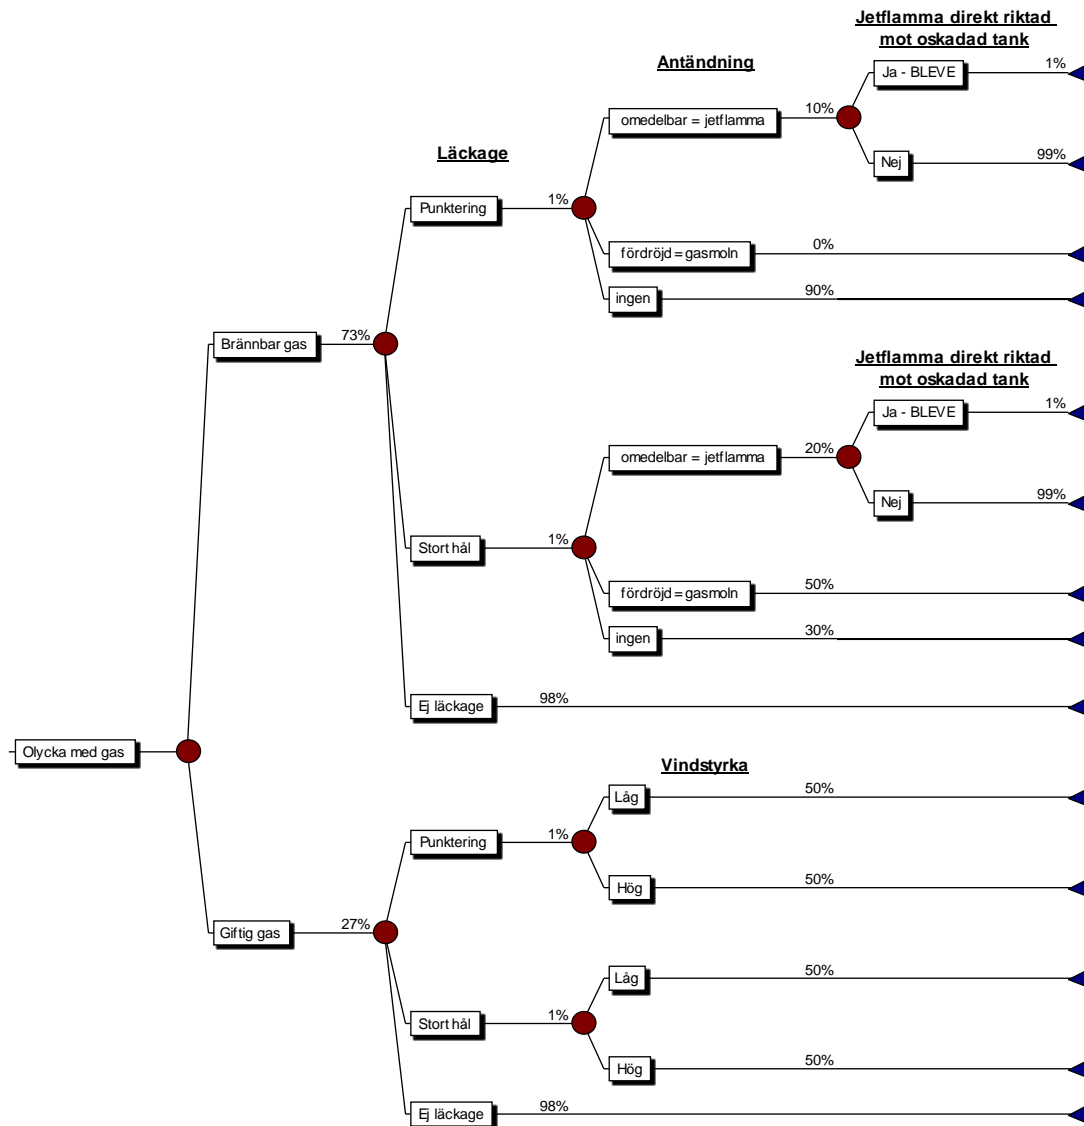 Jetflamma direkt riktad
mot oskadad tank
Antändning
Ja - BLEVE 1%
omedelbar = jetflamma 10%
Läckage
Nej 99%
Punktering 1%
fördröjd = gasmoln 0%
ingen 90%
Brännbar gas 73%
Jetflamma direkt riktad
mot oskadad tank
Ja - BLEVE 1%
omedelbar = jetflamma 20%
Nej 99%
Stort hål 1%
fördröjd = gasmoln 50%
ingen 30%
Ej läckage 98%
Olycka med gas
Vindstyrka
Låg 50%
Punktering 1%
Hög 50%
Giftig gas 27%
Låg 50%
Stort hål 1%
Hög 50%
Ej läckage 98%